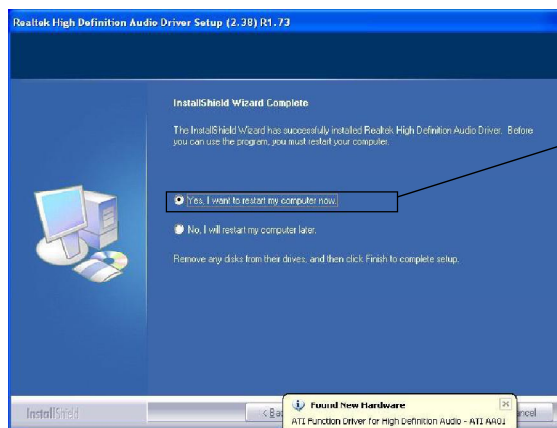 Realtek High Definition Audio Driver Setup (2.38) R1.73
InstallShield Wizard Complete
The InstallShield Wizard has successfully installed Realtek High Definition Audio Driver. Before
you can use the program, you must restart your computer.
Yes, I want to restart my computer now.
No, I will restart my computer later.
Remove any disks from their drives, and then click Finish to complete setup.
InstallShield
< Ba
ncel
Found New Hardware
ATI Function Driver for High Definition Audio - ATI AA01